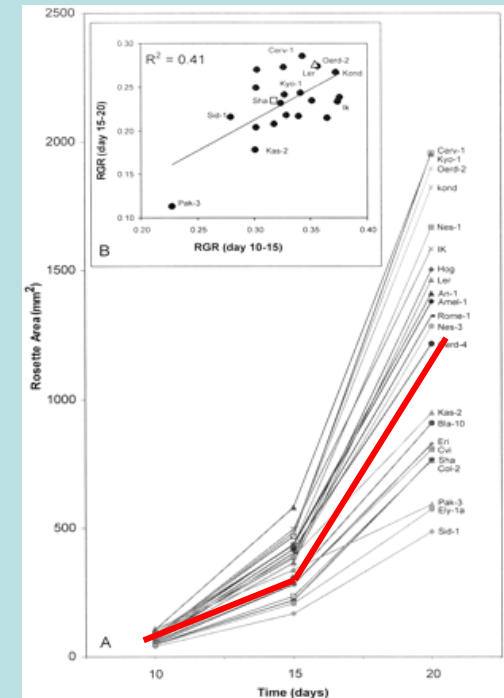 2500
2000
1500
1000
500
0
Rosette Area(mm²)
R² = 0.41
0.30
0.25
0.20
0.15
0.10
RGR (day 15-20)
Cerv-1
Oerd-2
Ler
Kond
Kyo-1
Sha
Ik
Sid-1
Kas-2
Pak-3
0.20
0.25
0.30
0.35
0.40
RGR (day 10-15)
B
Cerv-1
Kyo-1
Oerd-2
kond
Nes-1
IK
Hog
Ler
An-1
Amel-1
Rome-1
Nes-3
Kas-2
Bla-10
Eri
Cvi
Sha
Col-2
Pak-3
Ely-1a
Sid-1
A
10
15
20
Time (days)